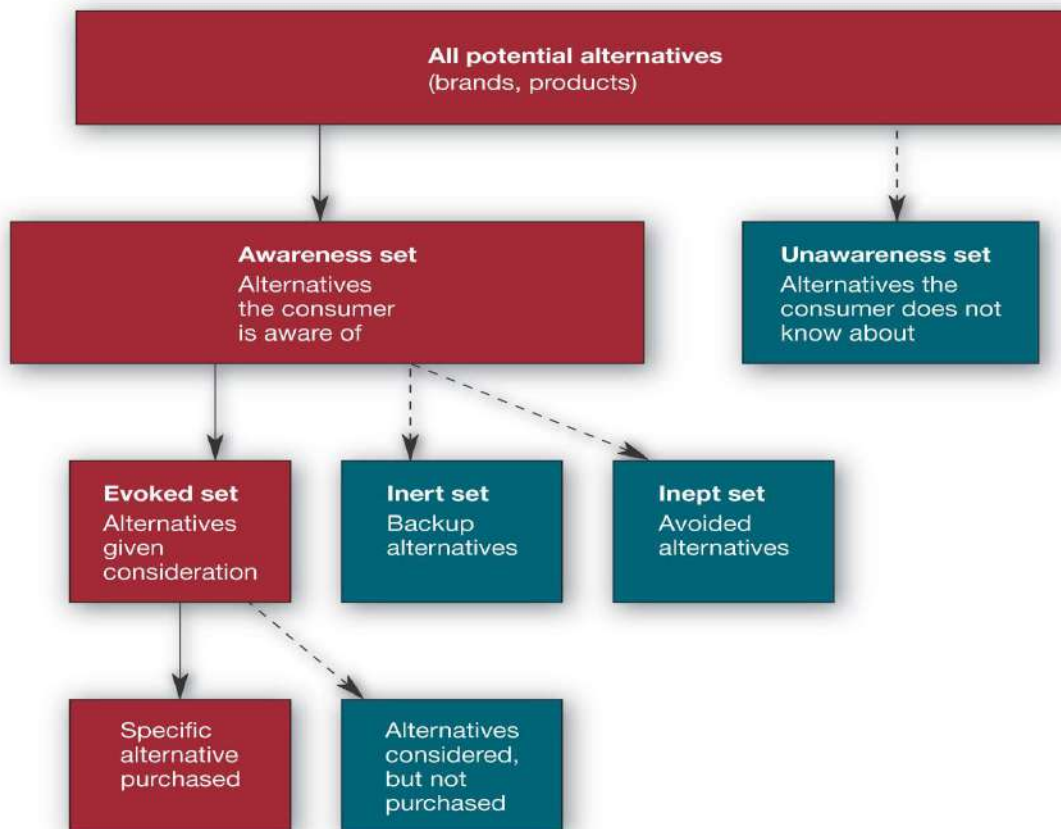 All potential alternatives
(brands, products)
Awareness set
Alternatives
the consumer
is aware of
Unawareness set
Alternatives the
consumer does not
know about
Evoked set
Alternatives
given
consideration
Inert set
Backup
alternatives
Inept set
Avoided
alternatives
Specific
alternative
purchased
Alternatives
considered,
but not
purchased